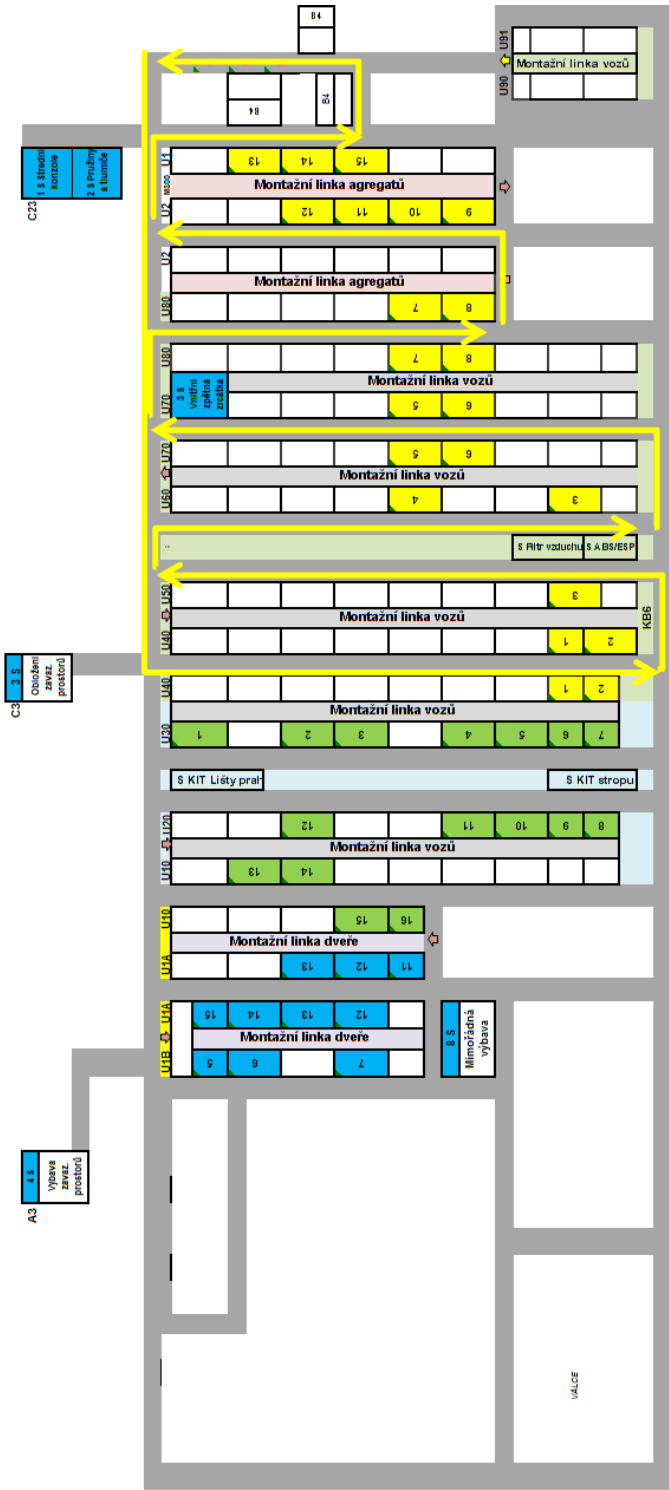 B4
U91
Montažní linka vozů
U90
B4
B4
C23
1 S Střední
konzole
2 S Pružiny
a tlumiče
U1
13
14
15
M300
Montažní linka agregatů
U2
12
11
10
9
U2
Montažní linka agregatů
U80
7
8
U80
7
8
Montažní linka vozů
U70
3 S
Vnitřní
zpětná
zrcátka
5
6
U70
5
6
Montažní linka vozů
U60
4
3
S Filtr vzduchu
S ABS/ESP
U50
3
Montažní linka vozů
U40
1
2
KB6
C3
3 S
Obložení
zavaz.
prostorů
U40
1
2
Montažní linka vozů
U30
1
2
3
4
5
6
7
S KIT Lišty prah
S KIT stropu
U20
12
11
10
9
8
Montažní linka vozů
U10
13
14
U10
15
16
Montažní linka dveře
U1A
13
12
11
U1A
15
14
13
12
Montažní linka dveře
U1B
5
6
7
8 S
Mimořádná
výbava
A3
4 S
Výbava
zavaz.
prostorů
VÁLCE